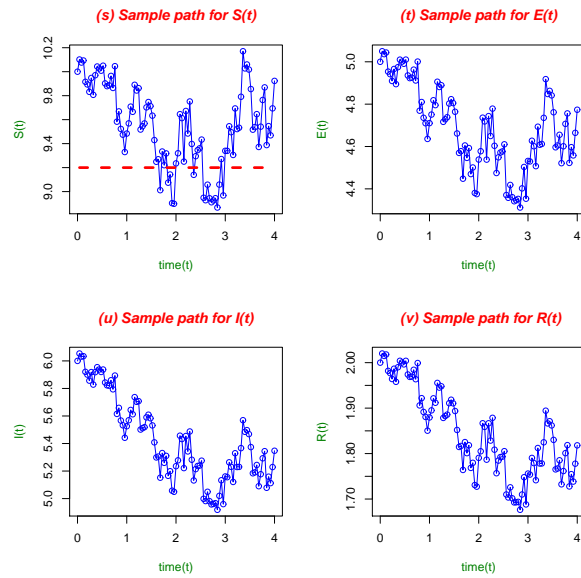 (s) Sample path for S(t)
S(t)
10.2
9.8
9.4
9.0
0 1 2 3 4
time(t)
(t) Sample path for E(t)
E(t)
5.0
4.8
4.6
4.4
0 1 2 3 4
time(t)
(u) Sample path for I(t)
I(t)
6.0
5.8
5.6
5.4
5.2
5.0
0 1 2 3 4
time(t)
(v) Sample path for R(t)
R(t)
2.00
1.90
1.80
1.70
0 1 2 3 4
time(t)